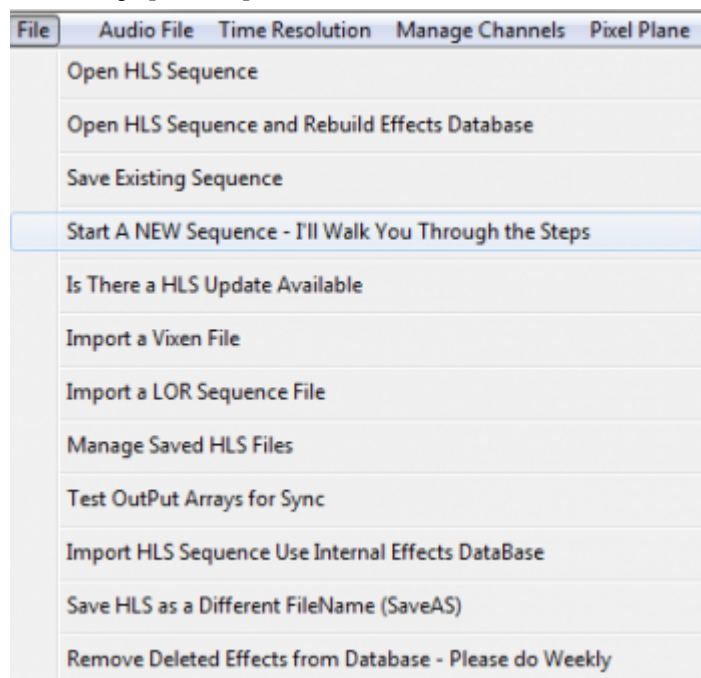 File Audio File Time Resolution Manage Channels Pixel Plane
Open HLS Sequence
Open HLS Sequence and Rebuild Effects Database
Save Existing Sequence
Start A NEW Sequence - I'll Walk You Through the Steps
Is There a HLS Update Available
Import a Vixen File
Import a LOR Sequence File
Manage Saved HLS Files
Test OutPut Arrays for Sync
Import HLS Sequence Use Internal Effects DataBase
Save HLS as a Different FileName (SaveAS)
Remove Deleted Effects from Database - Please do Weekly